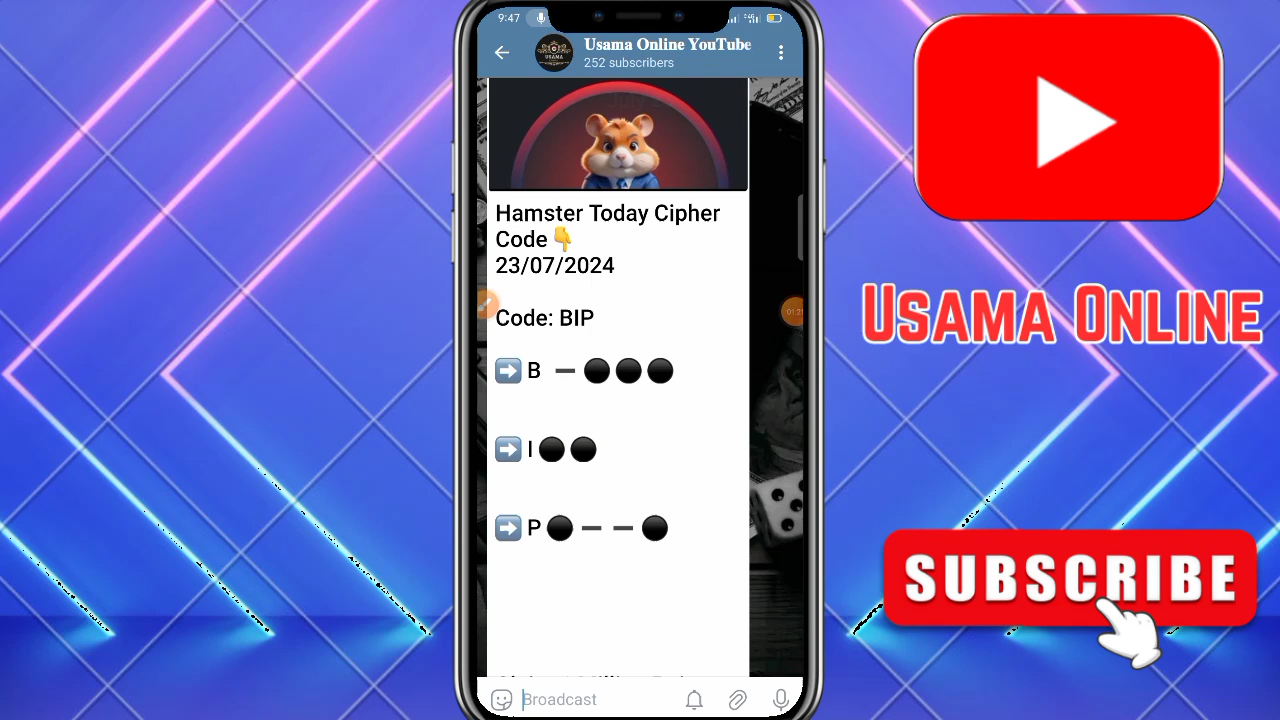 9:47
Usama Online YouTube
252 subscribers
USAMA
Hamster Today Cipher
Code👇
23/07/2024
Code: BIP
➡️ B ➖⚫⚫⚫
➡️ I ⚫⚫
➡️ P ⚫➖➖⚫
Broadcast
USAMA ONLINE
SUBSCRIBE